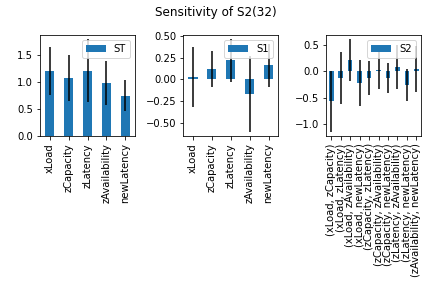 Sensitivity of S2(32)
ST
1.5
1.0
0.5
0.0
xLoad
zCapacity
zLatency
zAvailability
newLatency
S1
0.50
0.25
0.00
−0.25
−0.50
xLoad
zCapacity
zLatency
zAvailability
newLatency
S2
0.5
0.0
−0.5
−1.0
(xLoad, zCapacity)
(xLoad, zLatency)
(xLoad, zAvailability)
(xLoad, newLatency)
(zCapacity, zLatency)
(zCapacity, zAvailability)
(zCapacity, newLatency)
(zLatency, zAvailability)
(zLatency, newLatency)
(zAvailability, newLatency)